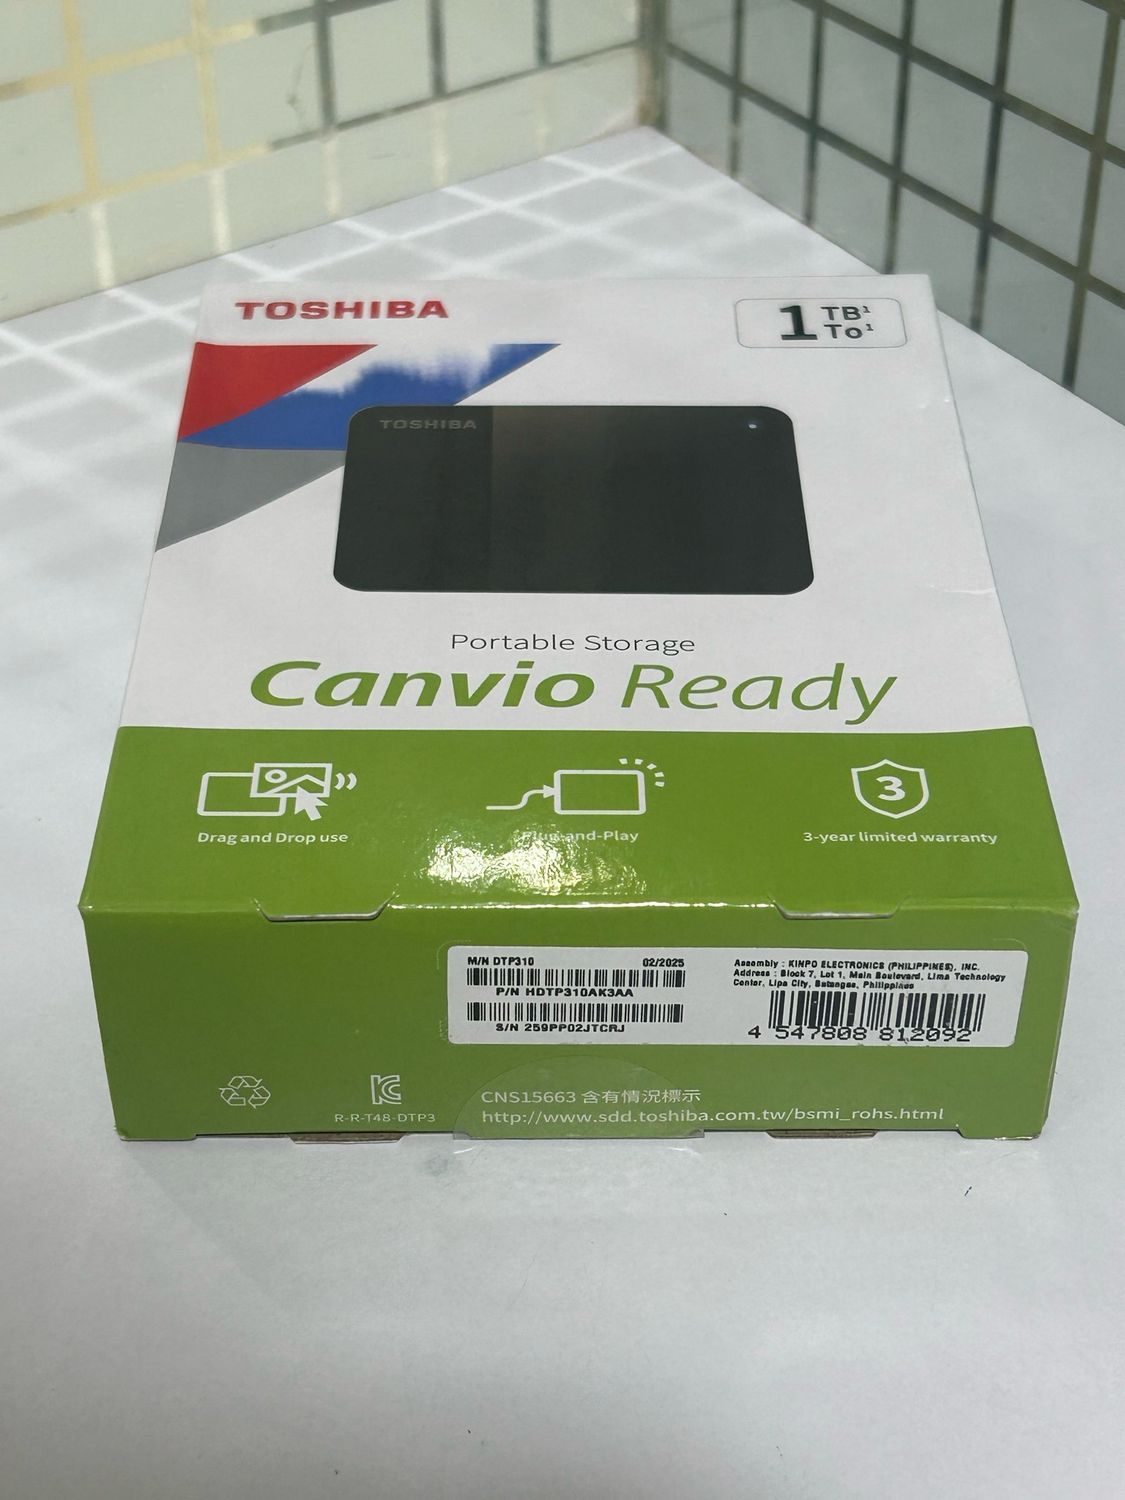 TOSHIBA
1 TB¹
To¹
TOSHIBA
Portable Storage
Canvio Ready
3
Drag and Drop use
Plug-and-Play
3-year limited warranty
M/N DTP310 02/2025
P/N HDTP310AK3AA
S/N 259PP02JTCRJ
Assembly : KINPO ELECTRONICS (PHILIPPINES), INC.
Address : Block 7, Lot 1, Main Boulevard, Lima Technology
Center, Lipa City, Batangas, Philippines
4 547808 812092
R-R-T48-DTP3
CNS15663 含有情況標示
http://www.sdd.toshiba.com.tw/bsmi_rohs.html